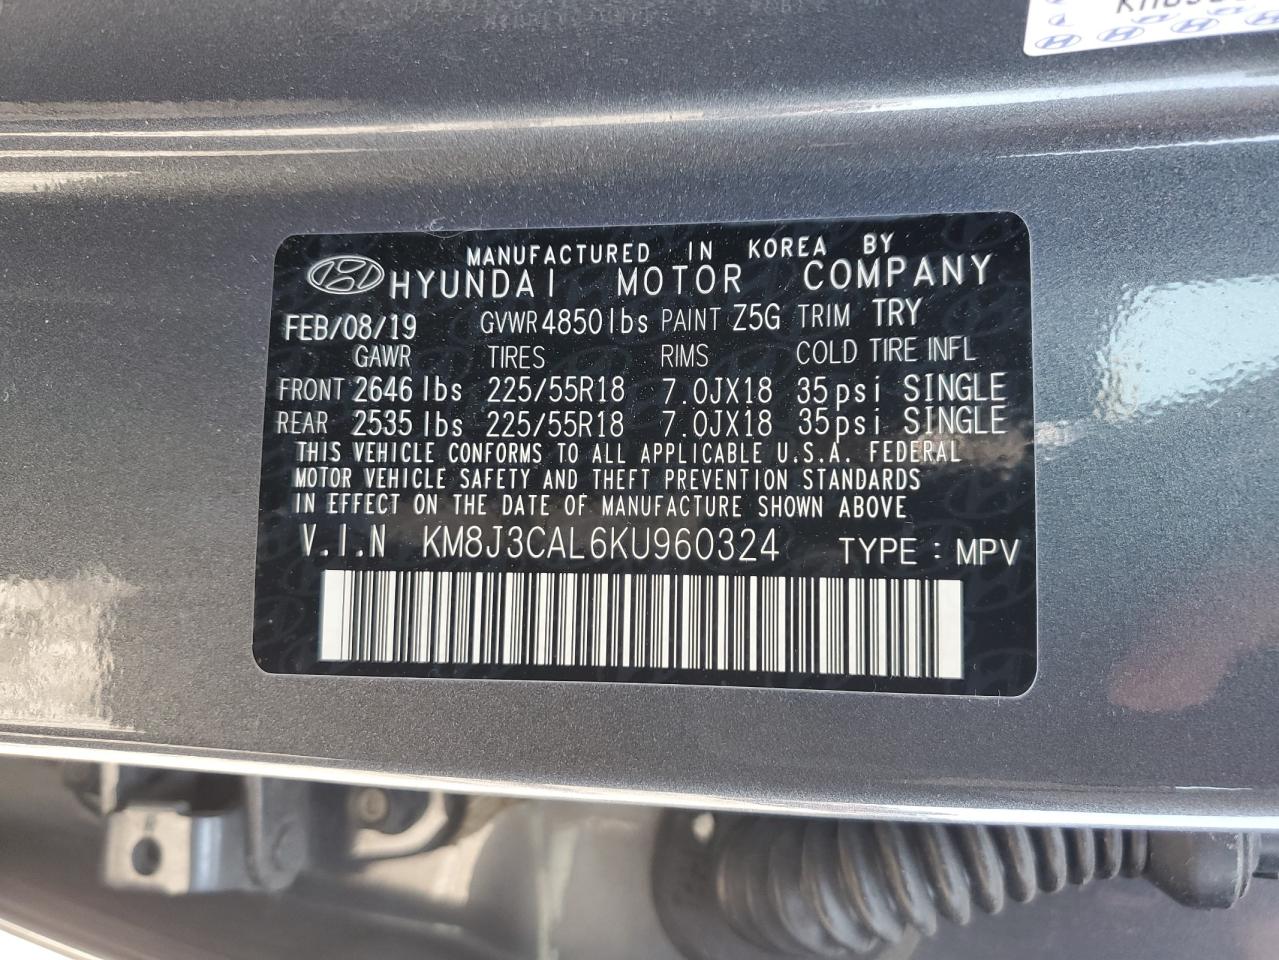 MANUFACTURED IN KOREA BY
HYUNDAI MOTOR COMPANY
FEB/08/19 GVWR 4850lbs PAINT Z5G TRIM TRY
GAWR TIRES RIMS COLD TIRE INFL
FRONT 2646 lbs 225/55R18 7.0JX18 35psi SINGLE
REAR 2535 lbs 225/55R18 7.0JX18 35psi SINGLE
THIS VEHICLE CONFORMS TO ALL APPLICABLE U.S.A. FEDERAL
MOTOR VEHICLE SAFETY AND THEFT PREVENTION STANDARDS
IN EFFECT ON THE DATE OF MANUFACTURE SHOWN ABOVE
V.I.N KM8J3CAL6KU960324 TYPE : MPV